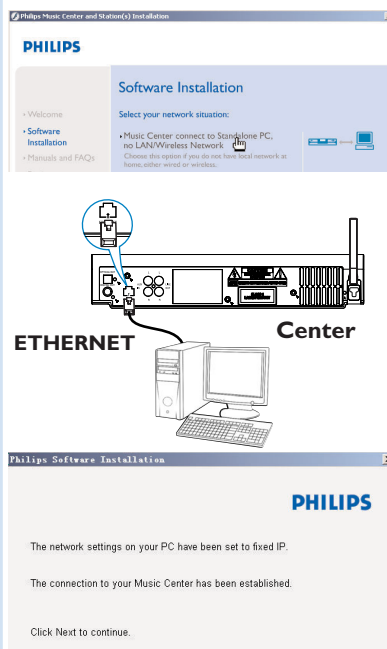 Philips Music Center and Station(s) Installation
PHILIPS
Software Installation
Welcome
Software
Installation
Manuals and FAQs
Select your network situation:
Music Center connect to Standalone PC,
no LAN/Wireless Network
Choose this option if you do not have local network at
home, either wired or wireless.
ETHERNET
Center
Philips Software Installation
PHILIPS
The network settings on your PC have been set to fixed IP.
The connection to your Music Center has been established.
Click Next to continue.